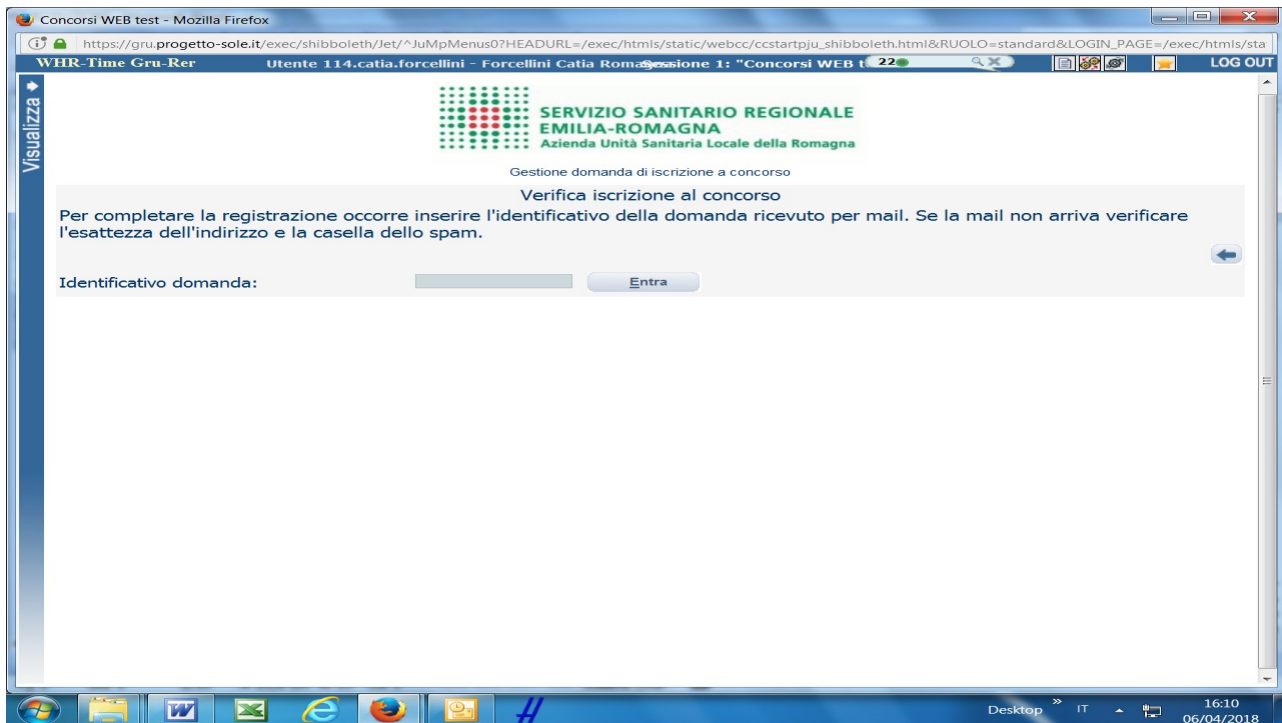 Concorsi WEB test - Mozilla Firefox
https://gru.progetto-sole.it/exec/shibboleth/Jet/^JuMpMenus0?HEADURL=/exec/htmls/static/webcc/ccstartpju_shibboleth.html&RUOLO=standard&LOGIN_PAGE=/exec/htmls/sta
WHR-Time Gru-Rer Utente 114.catia.forcellini - Forcellini Catia Romagna Sessione 1: "Concorsi WEB t 22 LOG OUT
Visualizza
SERVIZIO SANITARIO REGIONALE
EMILIA-ROMAGNA
Azienda Unità Sanitaria Locale della Romagna
Gestione domanda di iscrizione a concorso
Verifica iscrizione al concorso
Per completare la registrazione occorre inserire l'identificativo della domanda ricevuto per mail. Se la mail non arriva verificare
l'esattezza dell'indirizzo e la casella dello spam.
Identificativo domanda: Entra
Desktop » IT 16:10
06/04/2018